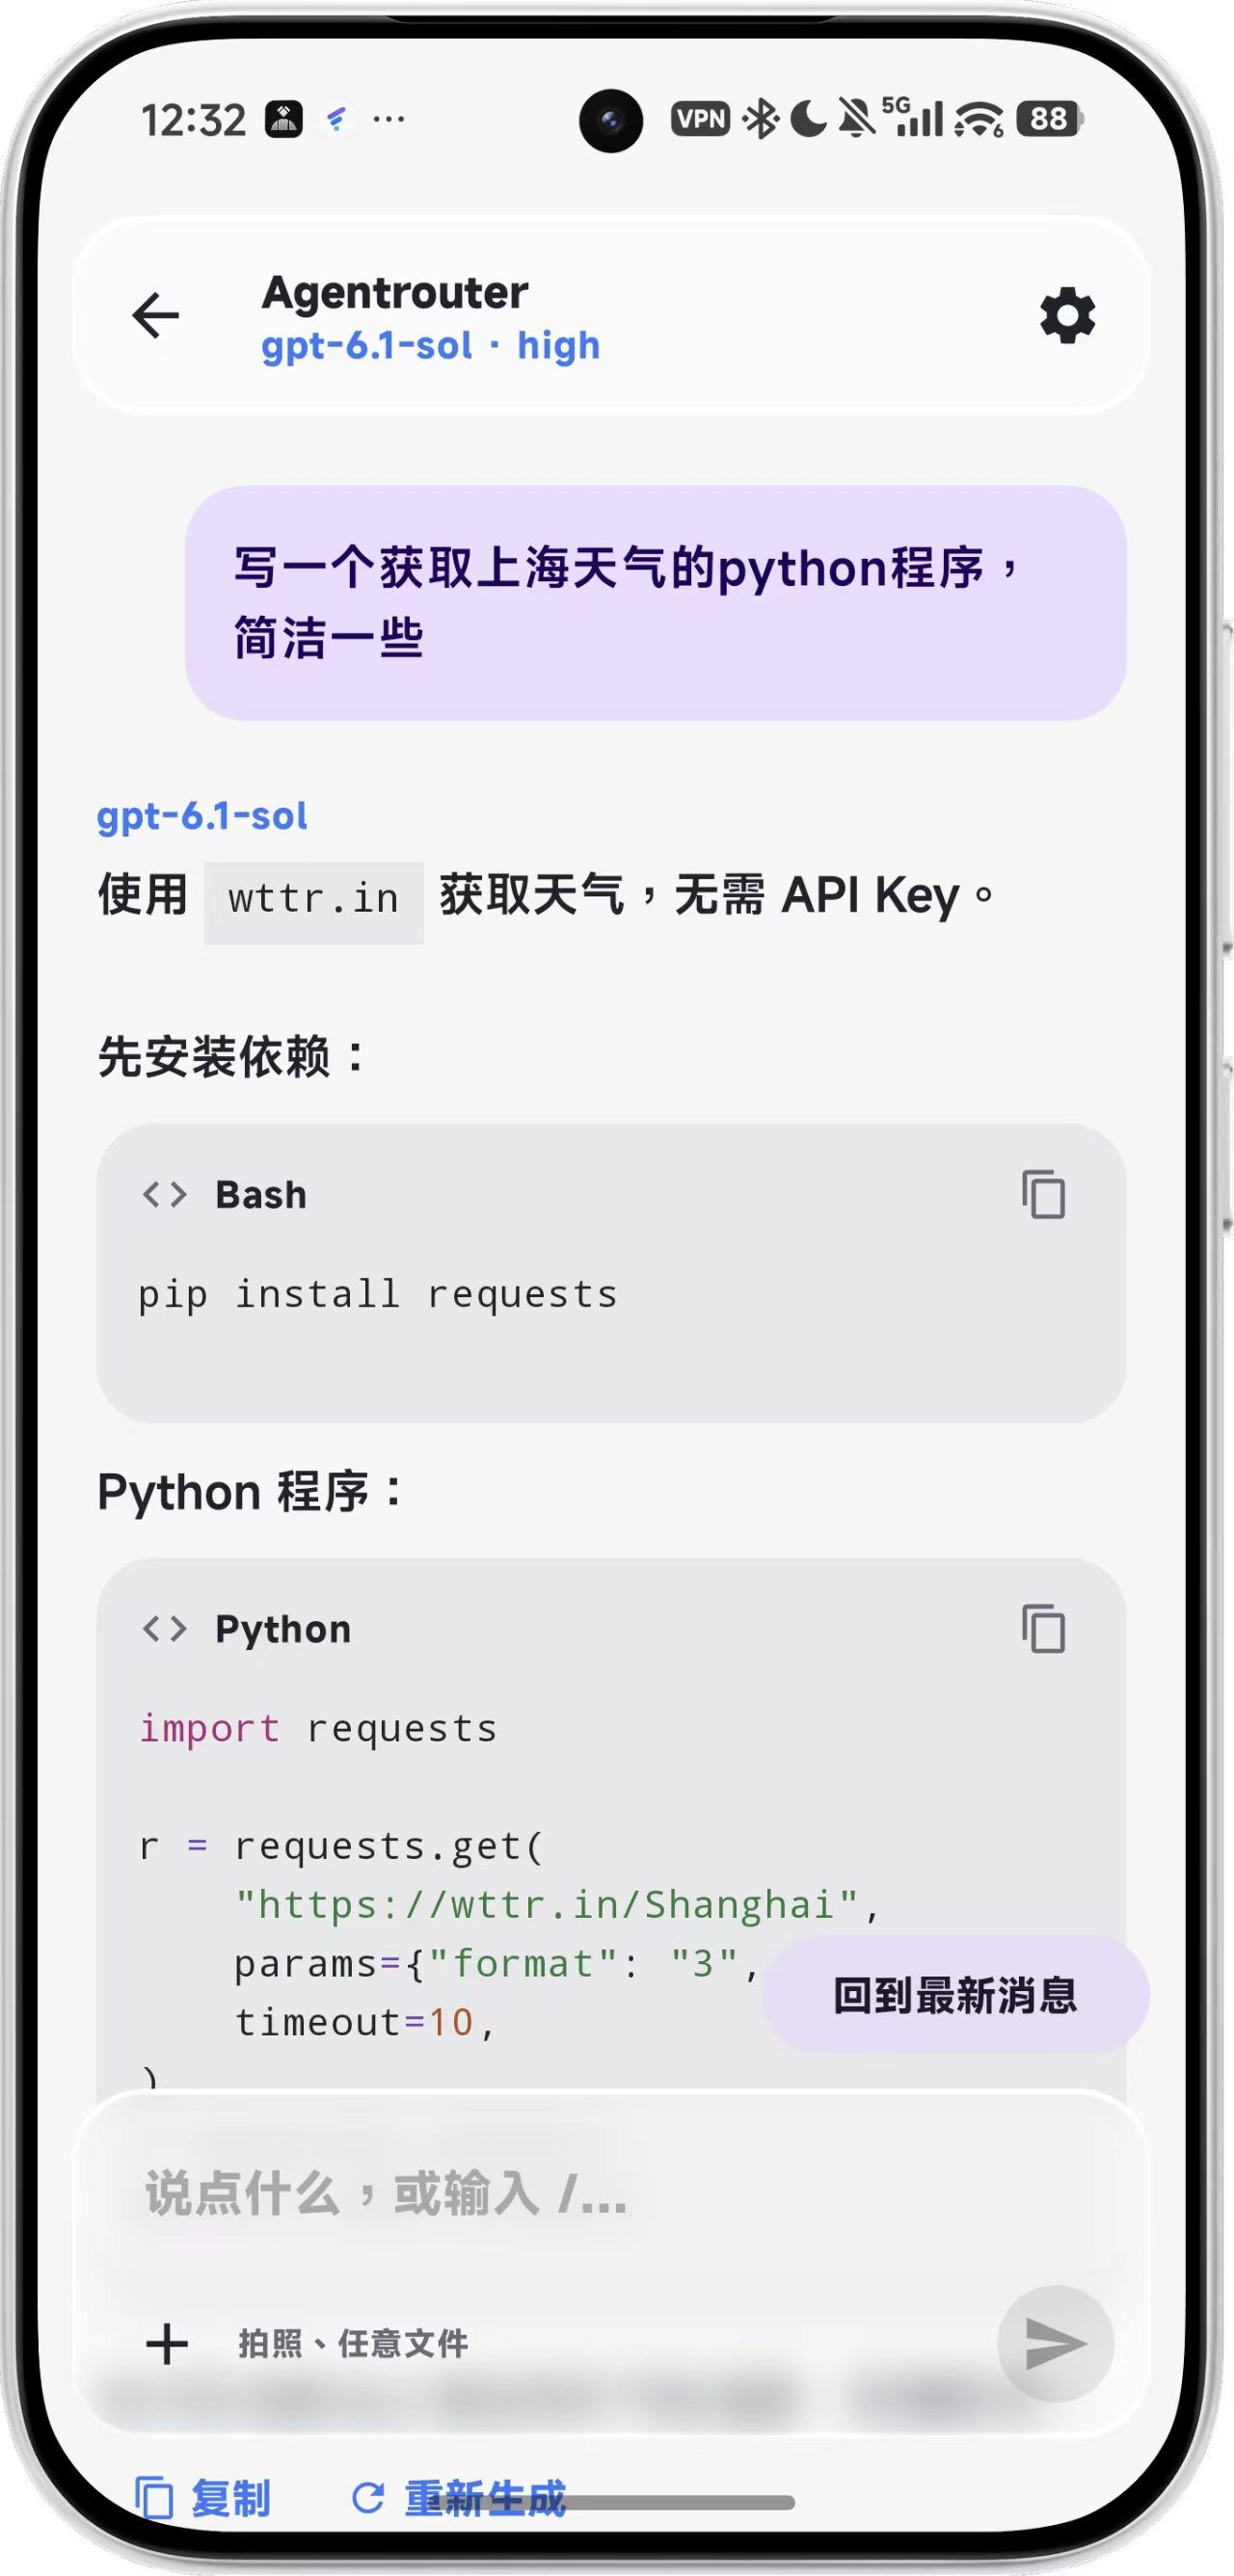 12:32
VPN 5G 6 88
Agentrouter
gpt-6.1-sol · high
写一个获取上海天气的python程序，
简洁一些
gpt-6.1-sol
使用 wttr.in 获取天气，无需 API Key。
先安装依赖：
<> Bash
pip install requests
Python 程序：
<> Python
import requests
r = requests.get(
"https://wttr.in/Shanghai",
params={"format": "3",
timeout=10,
)
回到最新消息
说点什么，或输入 /...
拍照、任意文件
复制 重新生成